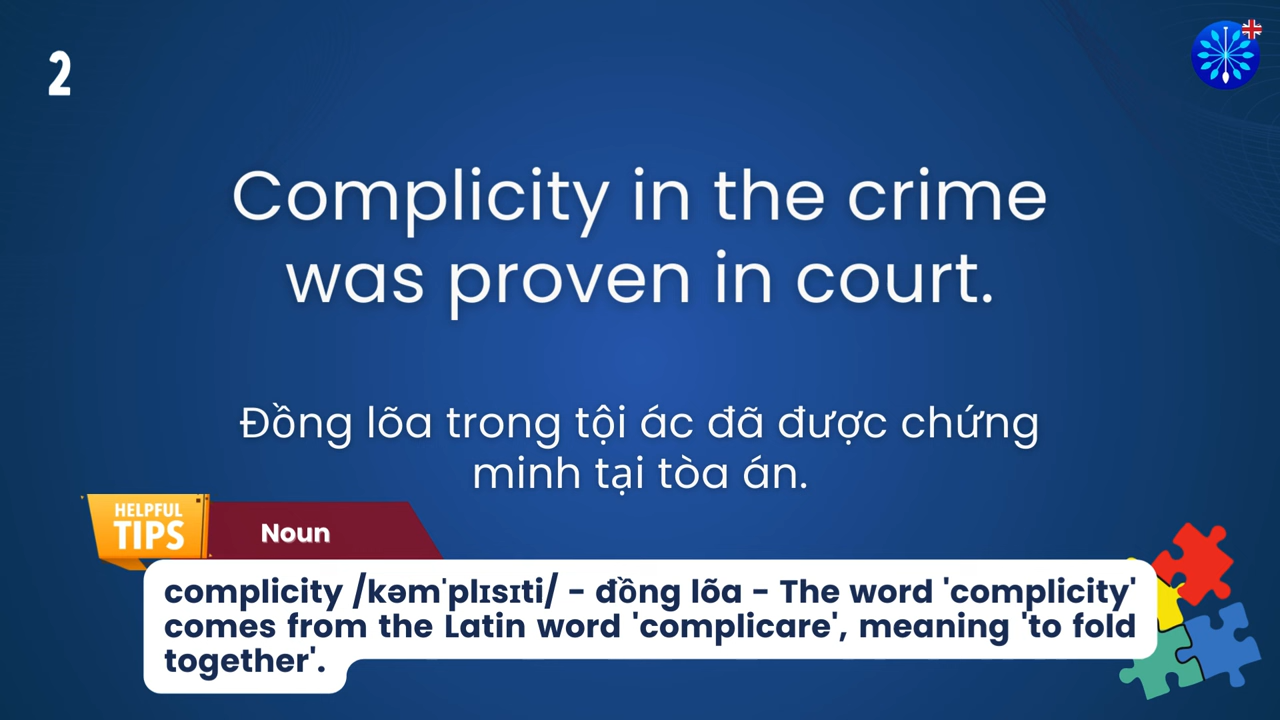 2
Complicity in the crime
was proven in court.
Đồng lõa trong tội ác đã được chứng
minh tại tòa án.
HELPFUL
TIPS
Noun
complicity /kəmˈplɪsɪti/ - đồng lõa - The word 'complicity'
comes from the Latin word 'complicare', meaning 'to fold
together'.